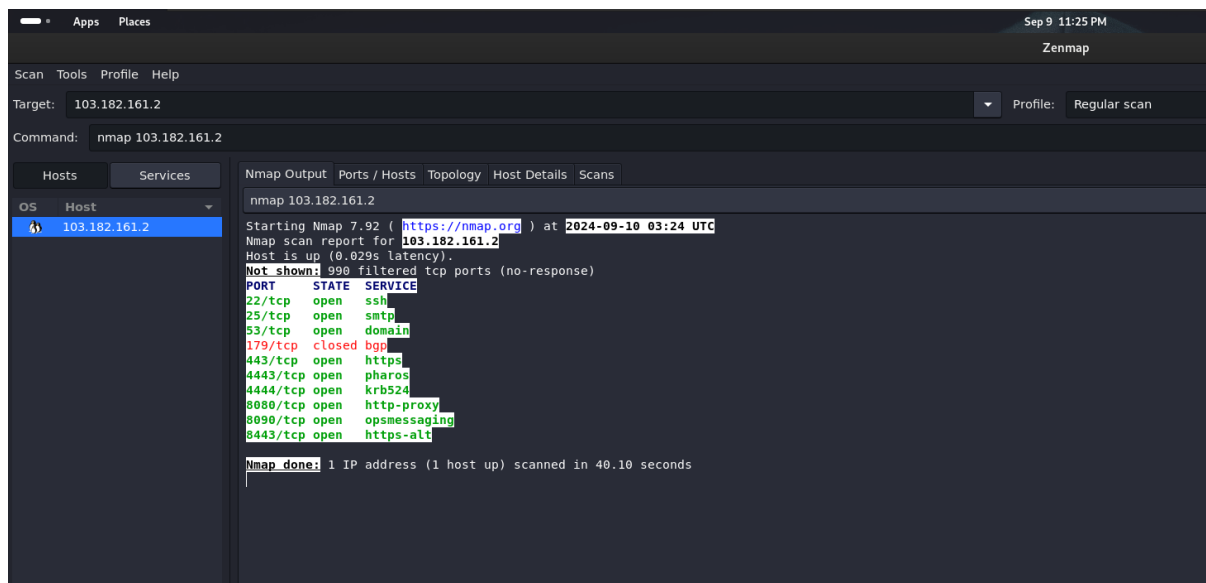 Apps Places Sep 9 11:25 PM
Zenmap
Scan Tools Profile Help
Target: 103.182.161.2 Profile: Regular scan
Command: nmap 103.182.161.2
Hosts Services Nmap Output Ports / Hosts Topology Host Details Scans
nmap 103.182.161.2
OS Host
103.182.161.2
Starting Nmap 7.92 ( https://nmap.org ) at 2024-09-10 03:24 UTC
Nmap scan report for 103.182.161.2
Host is up (0.029s latency).
Not shown: 990 filtered tcp ports (no-response)
PORT STATE SERVICE
22/tcp open ssh
25/tcp open smtp
53/tcp open domain
179/tcp closed bgp
443/tcp open https
4443/tcp open pharos
4444/tcp open krb524
8080/tcp open http-proxy
8090/tcp open opsmessaging
8443/tcp open https-alt
Nmap done: 1 IP address (1 host up) scanned in 40.10 seconds